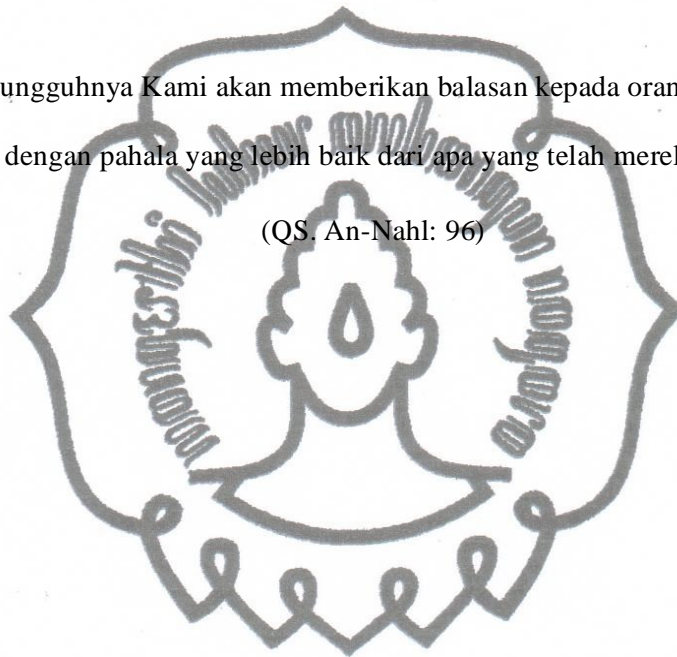 ungguhnya Kami akan memberikan balasan kepada oran
dengan pahala yang lebih baik dari apa yang telah merek
(QS. An-Nahl: 96)